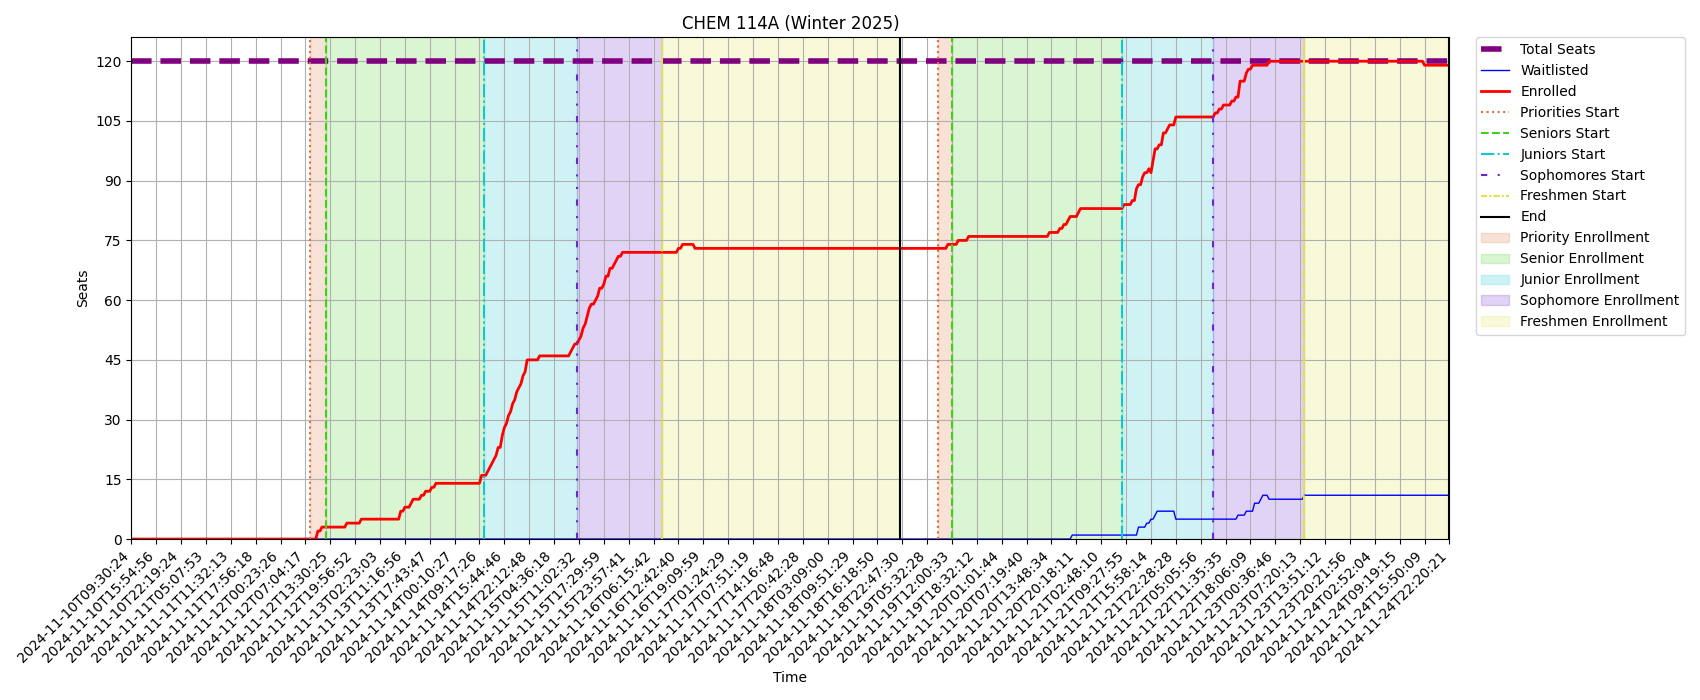 CHEM 114A (Winter 2025)
Total Seats
Waitlisted
Enrolled
Priorities Start
Seniors Start
Juniors Start
Sophomores Start
Freshmen Start
End
Priority Enrollment
Senior Enrollment
Junior Enrollment
Sophomore Enrollment
Freshmen Enrollment
Seats
120
105
90
75
60
45
30
15
0
2024-11-10T09:30:24
2024-11-10T15:54:56
2024-11-10T22:19:24
2024-11-11T05:07:53
2024-11-11T11:32:13
2024-11-11T17:56:18
2024-11-12T00:23:26
2024-11-12T07:04:17
2024-11-12T13:30:25
2024-11-12T19:56:52
2024-11-13T02:23:03
2024-11-13T11:16:56
2024-11-13T17:43:47
2024-11-14T00:10:27
2024-11-14T09:17:26
2024-11-14T15:44:46
2024-11-14T22:12:48
2024-11-15T04:36:18
2024-11-15T11:02:32
2024-11-15T17:29:59
2024-11-15T23:57:41
2024-11-16T06:15:42
2024-11-16T12:42:40
2024-11-16T19:09:59
2024-11-17T01:24:29
2024-11-17T07:51:19
2024-11-17T14:16:48
2024-11-17T20:42:28
2024-11-18T03:09:00
2024-11-18T09:51:29
2024-11-18T16:18:50
2024-11-18T22:47:30
2024-11-19T05:32:28
2024-11-19T12:00:33
2024-11-19T18:32:12
2024-11-20T01:01:44
2024-11-20T07:19:40
2024-11-20T13:48:34
2024-11-20T20:18:11
2024-11-21T02:48:10
2024-11-21T09:27:55
2024-11-21T15:58:14
2024-11-21T22:28:28
2024-11-22T05:05:56
2024-11-22T11:35:35
2024-11-22T18:06:09
2024-11-23T00:36:46
2024-11-23T07:20:13
2024-11-23T13:51:12
2024-11-23T20:21:56
2024-11-24T02:52:04
2024-11-24T09:19:15
2024-11-24T15:50:09
2024-11-24T22:20:21
Time